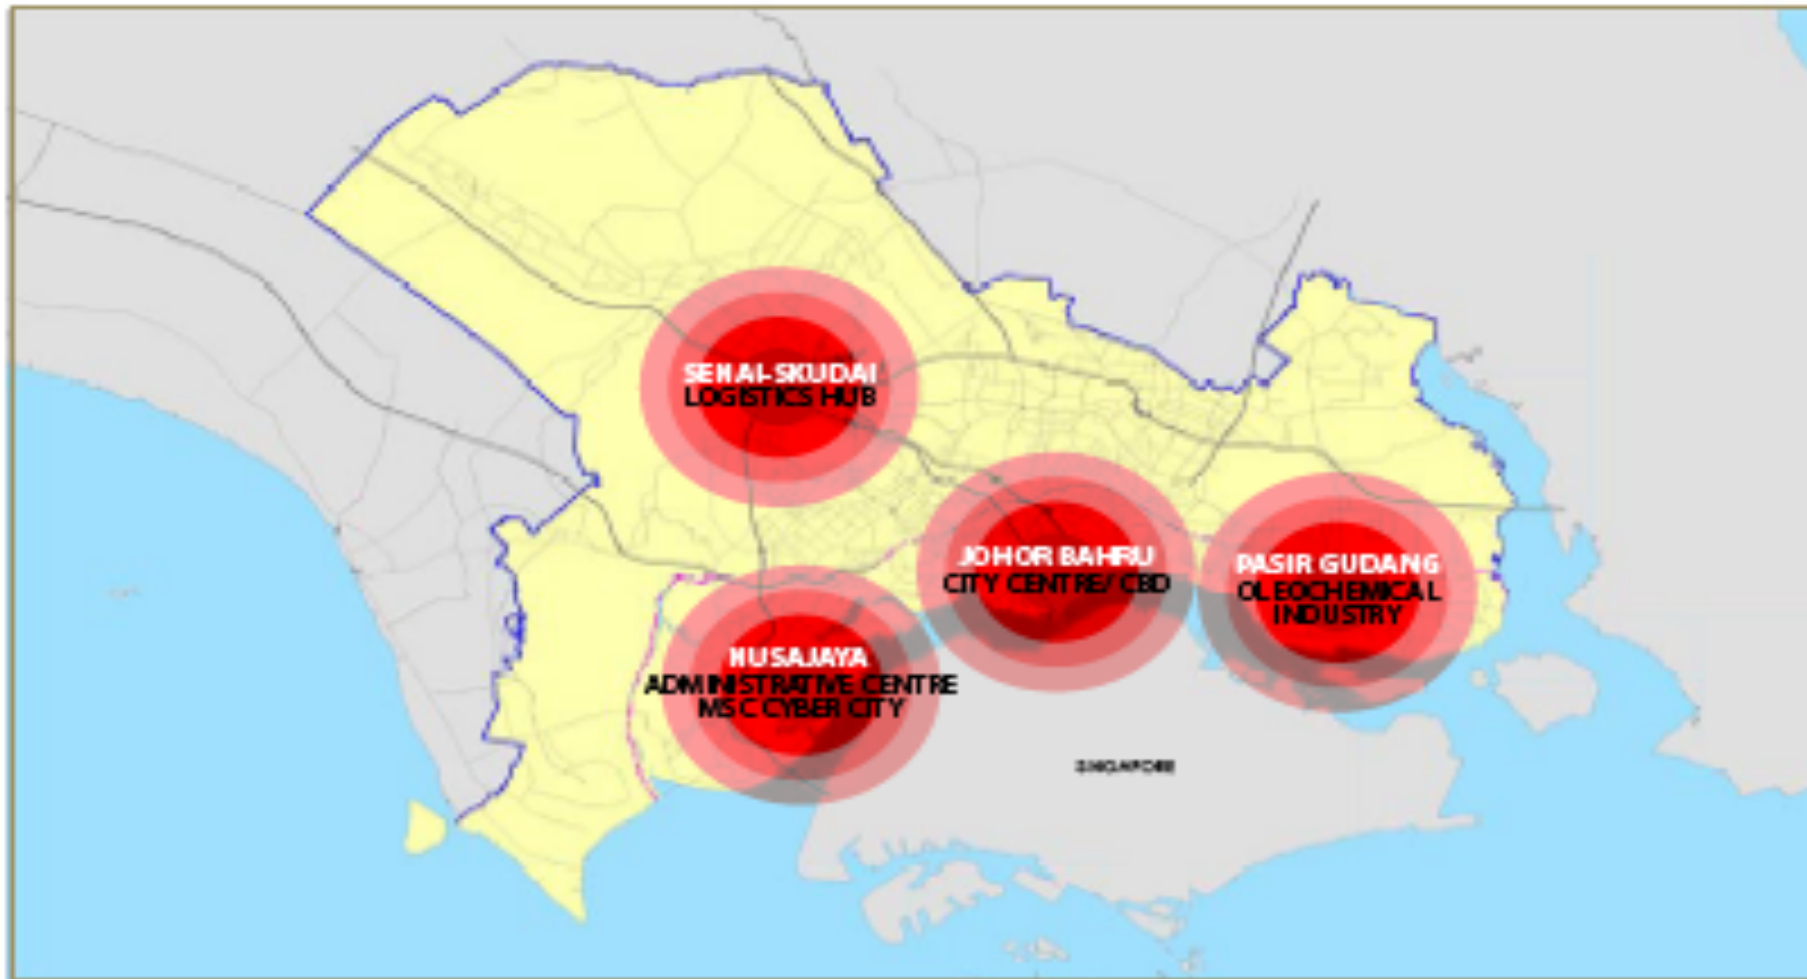 SENAI-SKUDAI
LOGISTICS HUB
JOHOR BAHRU
CITY CENTRE/ CBD
PASIR GUDANG
OLEOCHEMICAL
INDUSTRY
NUSAJAYA
ADMINISTRATIVE CENTRE
MSC CYBER CITY
SINGAPORE